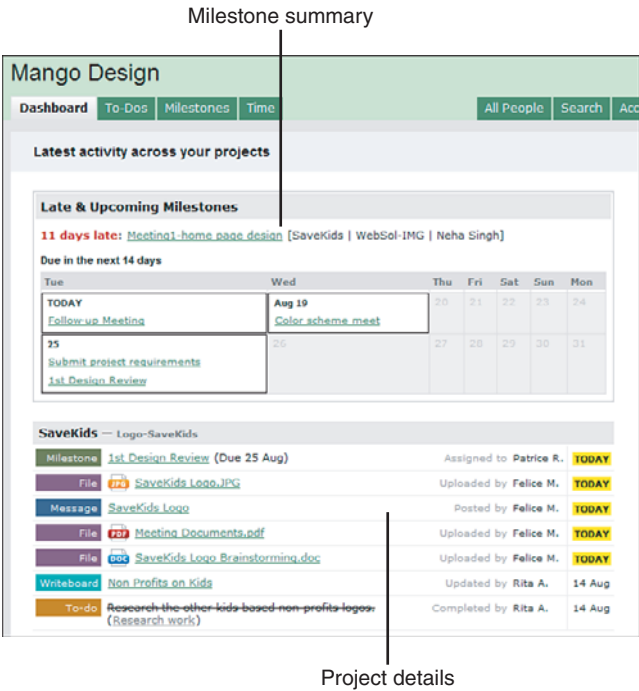 Milestone summary
Mango Design
Dashboard To-Dos Milestones Time All People Search Acc
Latest activity across your projects
Late & Upcoming Milestones
11 days late: Meeting1-home page design [SaveKids | WebSol-IMG | Neha Singh]
Due in the next 14 days
Tue Wed Thu Fri Sat Sun Mon
TODAY Aug 19 20 21 22 23 24
Follow-up Meeting Color scheme meet
25 26 27 28 29 30 31
Submit project requirements
1st Design Review
SaveKids — Logo-SaveKids
Milestone 1st Design Review (Due 25 Aug) Assigned to Patrice R. TODAY
File JPG SaveKids Logo.JPG Uploaded by Felice M. TODAY
Message SaveKids Logo Posted by Felice M. TODAY
File PDF Meeting Documents.pdf Uploaded by Felice M. TODAY
File DOC SaveKids Logo Brainstorming.doc Uploaded by Felice M. TODAY
Writeboard Non Profits on Kids Updated by Rita A. 14 Aug
To-do Research the other kids based non profits logos. Completed by Rita A. 14 Aug
(Research work)
Project details